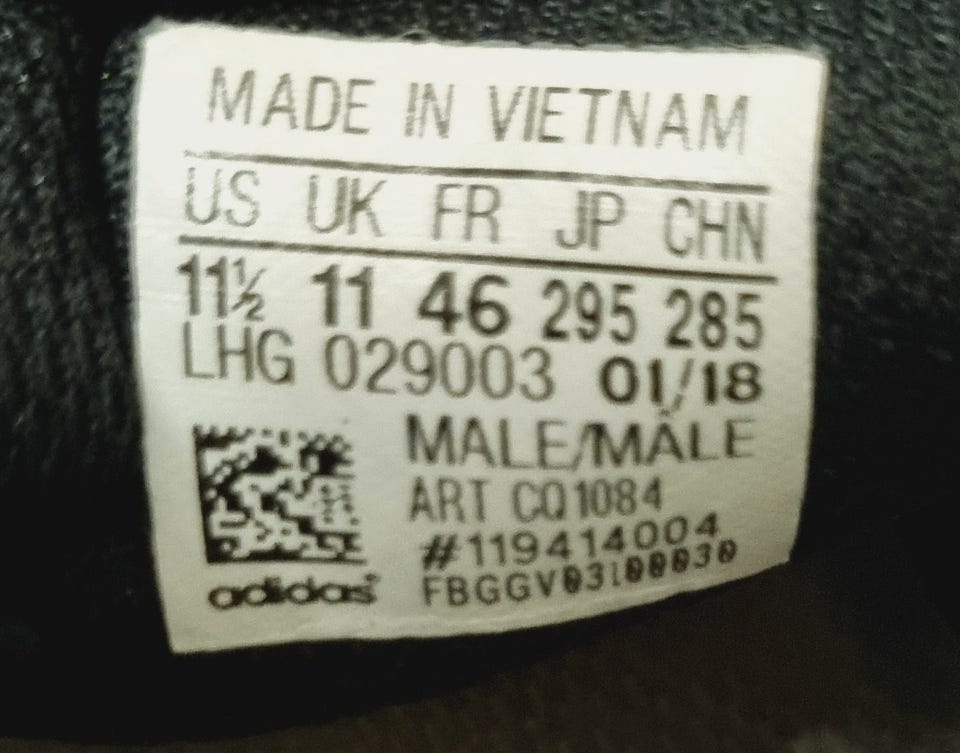 MADE IN VIETNAM
US UK FR JP CHN
11½ 11 46 295 285
LHG 029003 01/18
MALE/MÂLE
ART CQ1084
#119414004
FBGGV03L00030
adidas